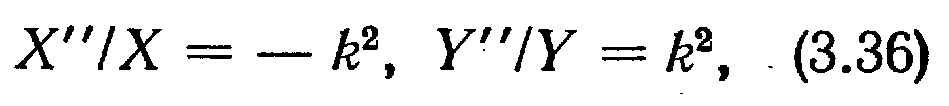 X''/X = — k², Y''/Y = k², (3.36)